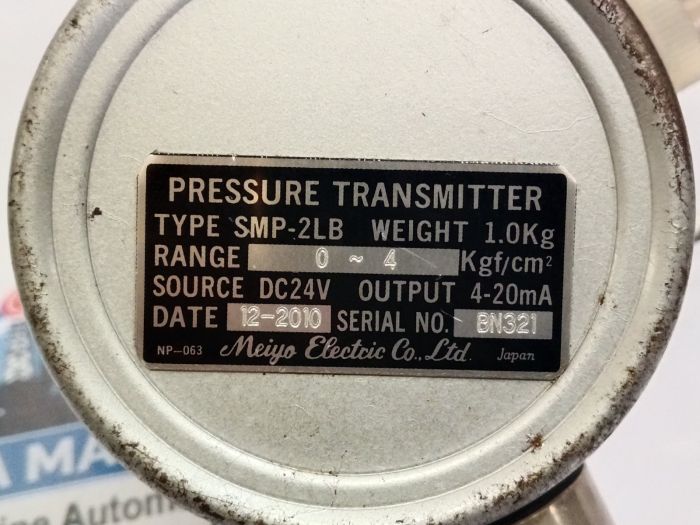 PRESSURE TRANSMITTER
TYPE SMP-2LB WEIGHT 1.0Kg
RANGE 0 ~ 4 Kgf/cm²
SOURCE DC24V OUTPUT 4-20mA
DATE 12-2010 SERIAL NO. BN321
NP-063 Meiyo Electric Co., Ltd. Japan